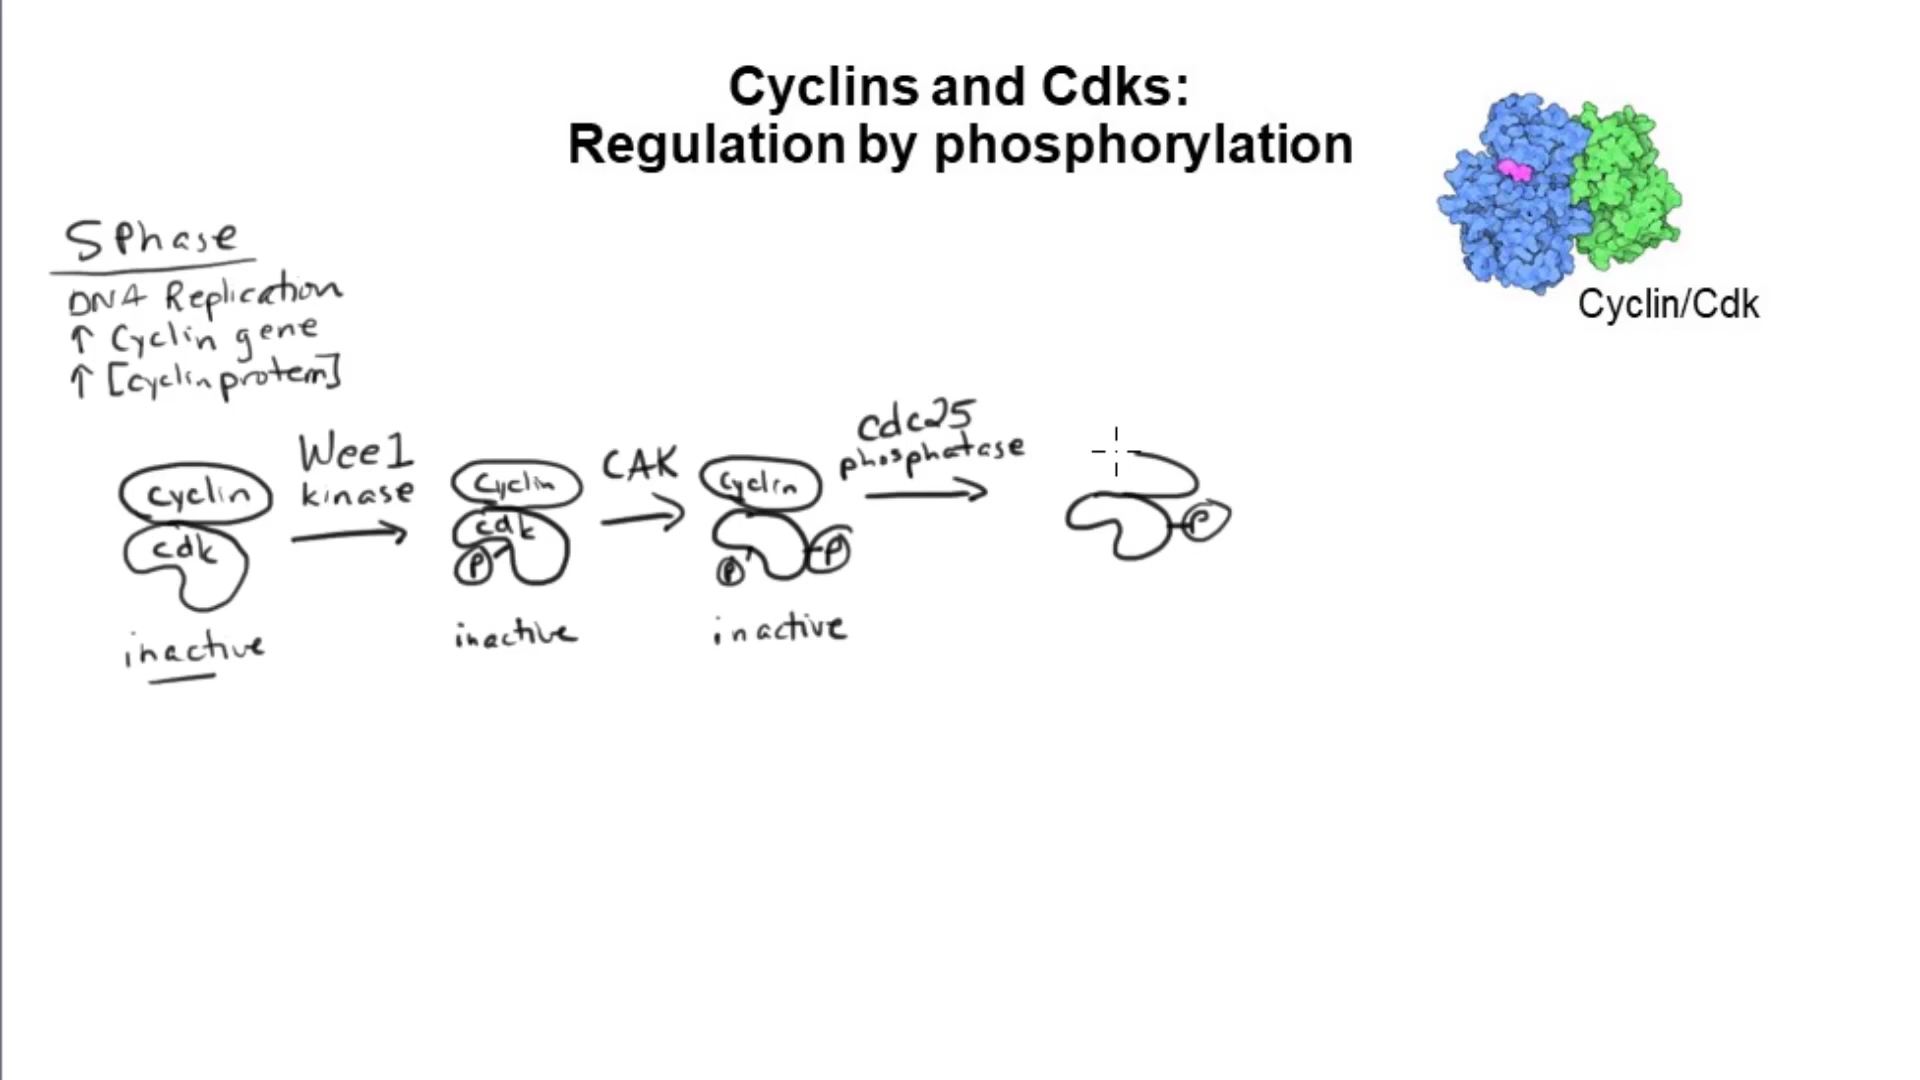 Cyclins and Cdks:
Regulation by phosphorylation
Cyclin/Cdk
S Phase
DNA Replication
↑ Cyclin gene
↑ [cyclin protein]
Wee1
kinase
CAK
cdc25
phosphatase
cyclin
cdk
inactive
cyclin
cdk
P
inactive
cyclin
P
P
inactive
P